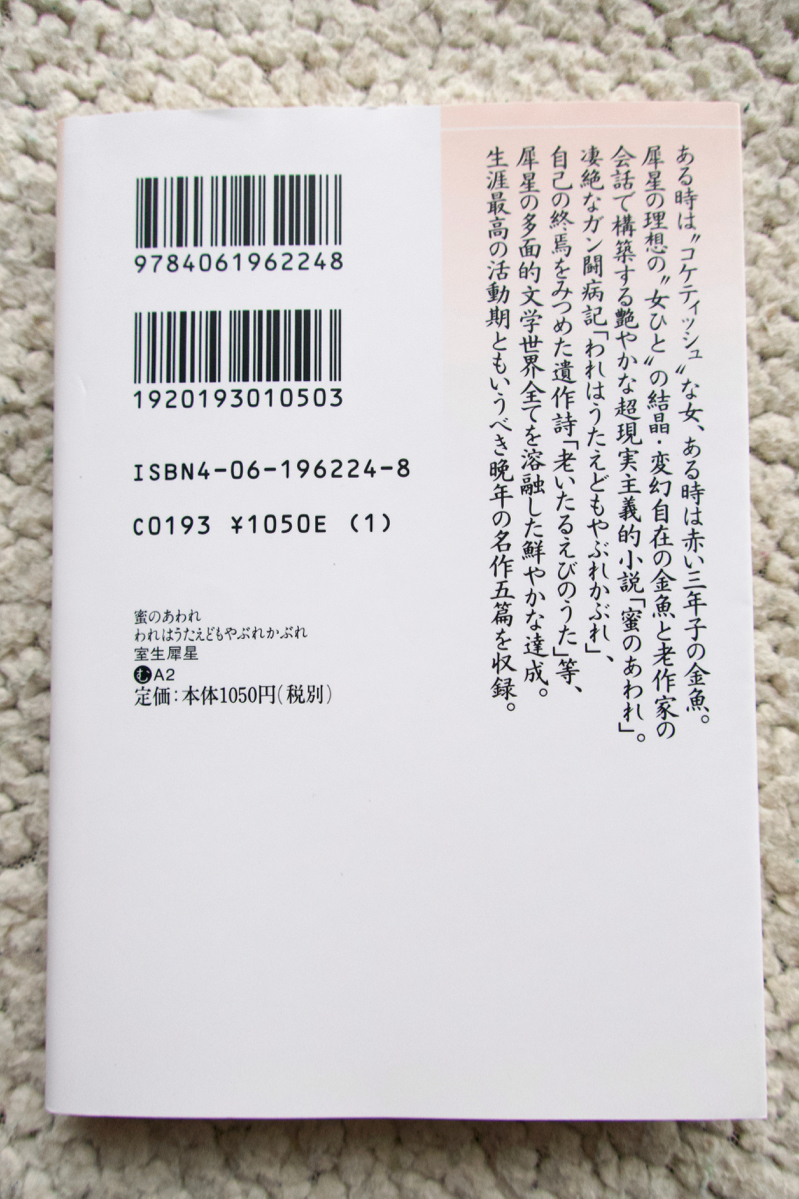 ある時は〝コケティッシュ〟な女、ある時は赤い三年子の金魚。
犀星の理想の〝女ひと〟の結晶・変幻自在の金魚と老作家の
会話で構築する艶やかな超現実主義的小説「蜜のあわれ」。
凄絶なガン闘病記「われはうたえどもやぶれかぶれ」、
自己の終焉をみつめた遺作詩「老いたるえびのうた」等、
犀星の多面的文学世界全てを溶融した鮮やかな達成。
生涯最高の活動期ともいうべき晩年の名作五篇を収録。
9784061962248
1920193010503
ISBN4-06-196224-8
C0193 ¥1050E (1)
蜜のあわれ
われはうたえどもやぶれかぶれ
室生犀星
む A2
定価：本体1050円(税別)